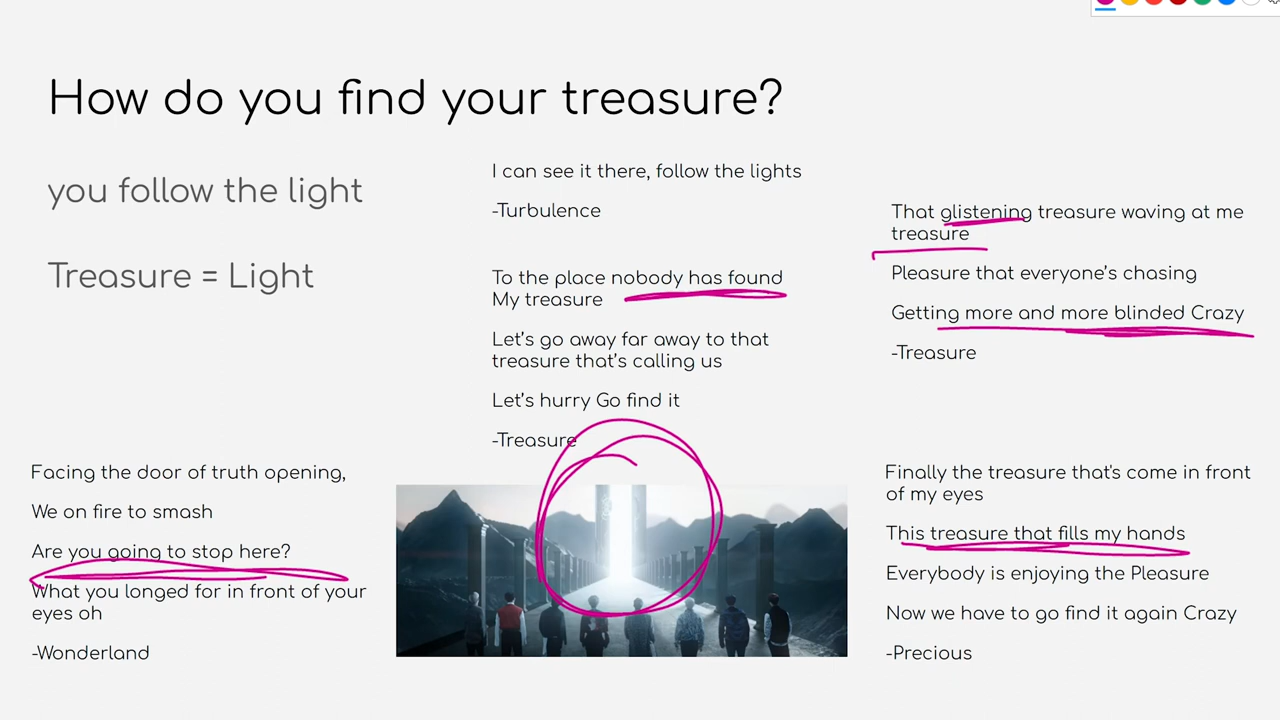 How do you find your treasure?
you follow the light
Treasure = Light
I can see it there, follow the lights
-Turbulence
To the place nobody has found
My treasure
Let's go away far away to that
treasure that's calling us
Let's hurry Go find it
-Treasure
That glistening treasure waving at me
treasure
Pleasure that everyone's chasing
Getting more and more blinded Crazy
-Treasure
Facing the door of truth opening,
We on fire to smash
Are you going to stop here?
What you longed for in front of your
eyes oh
-Wonderland
Finally the treasure that's come in front
of my eyes
This treasure that fills my hands
Everybody is enjoying the Pleasure
Now we have to go find it again Crazy
-Precious